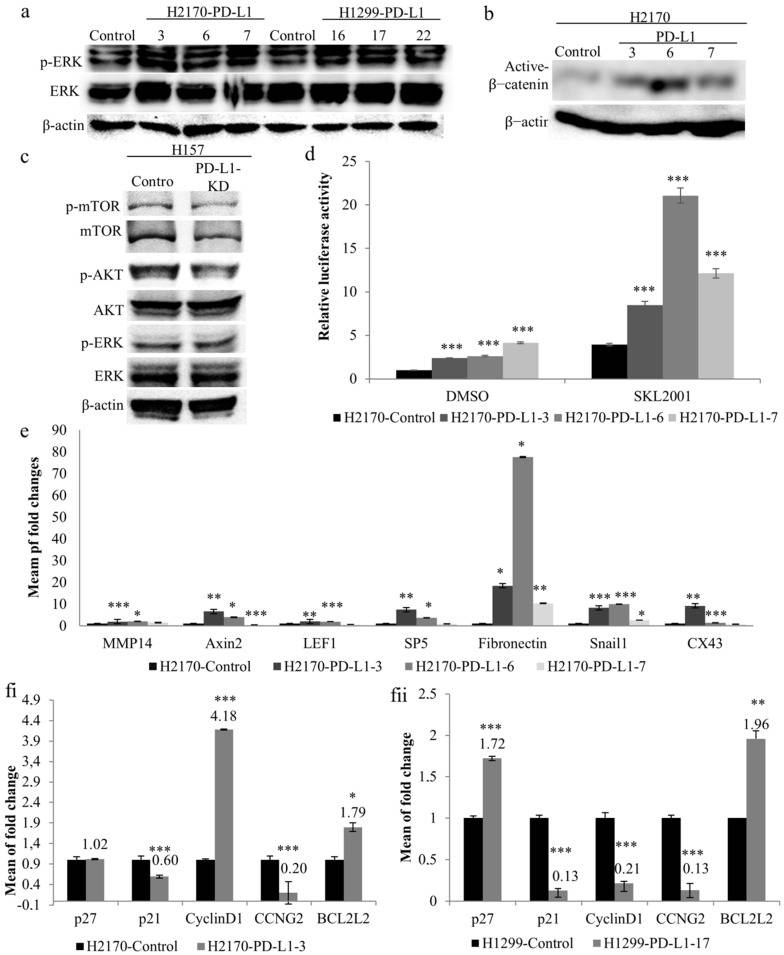 a
H2170-PD-L1
H1299-PD-L1
Control 3 6 7 Control 16 17 22
p-ERK
ERK
β-actin
b
H2170
PD-L1
Control 3 6 7
Active-
β−catenin
β−actir
c
H157
Contro
PD-L1-
KD
p-mTOR
mTOR
p-AKT
AKT
p-ERK
ERK
β-actin
d
Relative luciferase activity
25
20
15
10
5
0
*** *** *** *** *** ***
DMSO SKL2001
H2170-Control H2170-PD-L1-3 H2170-PD-L1-6 H2170-PD-L1-7
e
Meam pf fold changes
90
80
70
60
50
40
30
20
10
0
*** * ** * *** ** *** ** * * * ** *** *** * ** ***
MMP14 Axin2 LEF1 SP5 Fibronectin Snail1 CX43
H2170-Control H2170-PD-L1-3 H2170-PD-L1-6 H2170-PD-L1-7
fi
Mean of fold change
4.9
4.4
3.9
3.4
2.9
2.4
1.9
1.4
0.9
0.4
-0.1
*** *** *** *
1.02 0.60 4.18 0.20 1.79
p27 p21 CyclinD1 CCNG2 BCL2L2
H2170-Control H2170-PD-L1-3
fii
Mean of fold change
2.5
2
1.5
1
0.5
0
*** *** *** *** **
1.72 0.13 0.21 0.13 1.96
p27 p21 CyclinD1 CCNG2 BCL2L2
H1299-Control H1299-PD-L1-17